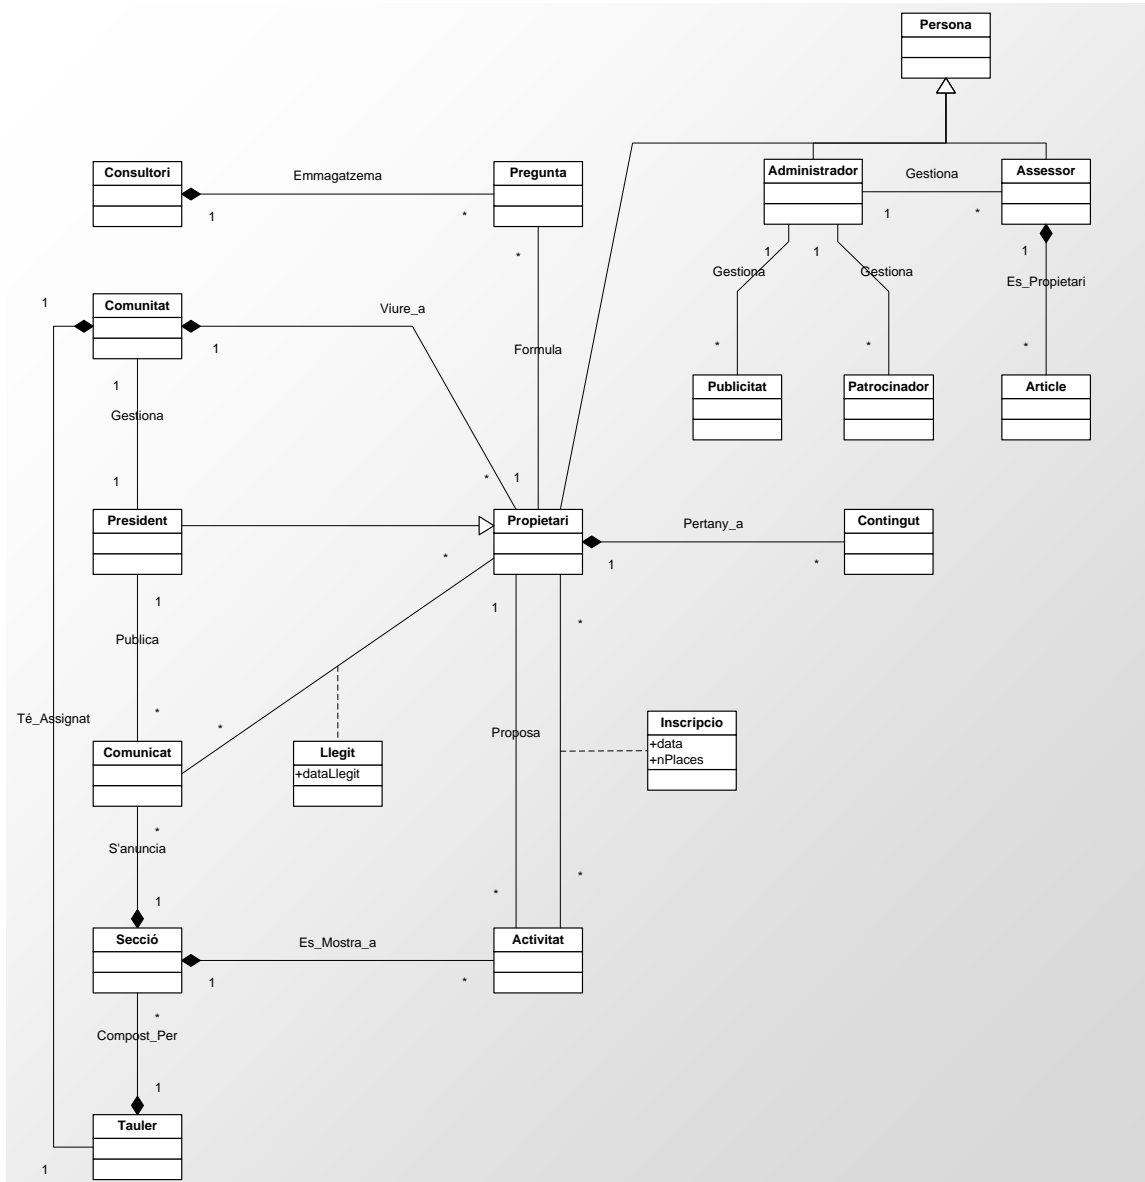 Persona
Consultori
Emmagatzema
Pregunta
Administrador
Gestiona
Assessor
1
*
1
*
*
1
1
1
Gestiona
Gestiona
Es_Propietari
1
Comunitat
Viure_a
1
*
*
*
Formula
Publicitat
Patrocinador
Article
1
Gestiona
1
*
1
President
Propietari
Pertany_a
Contingut
*
1
*
1
1
*
Publica
*
*
Té_Assignat
Proposa
Inscripcio
+data
+nPlaces
Comunicat
Llegit
+dataLlegit
*
S'anuncia
*
*
1
Secció
Es_Mostra_a
Activitat
1
*
*
Compost_Per
1
Tauler
1